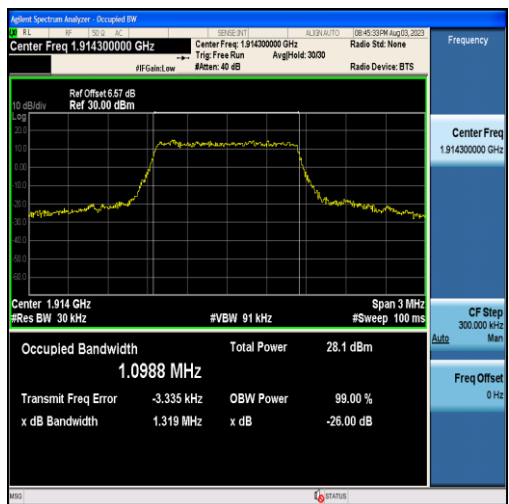 Agilent Spectrum Analyzer - Occupied BW
RL RF 50 Ω AC SENSE:INT ALIGN AUTO 08:45:33PM Aug 03, 2023
Center Freq 1.914300000 GHz
Center Freq: 1.914300000 GHz
Radio Std: None
Trig: Free Run Avg|Hold: 30/30
#IFGain:Low #Atten: 40 dB Radio Device: BTS
Frequency
Ref Offset 6.57 dB
10 dB/div Ref 30.00 dBm
Log
20.0
10.0
0.00
-10.0
-20.0
-30.0
-40.0
-50.0
-60.0
Center Freq
1.914300000 GHz
Center 1.914 GHz Span 3 MHz
#Res BW 30 kHz #VBW 91 kHz #Sweep 100 ms
CF Step
300.000 kHz
Auto Man
Occupied Bandwidth Total Power 28.1 dBm
1.0988 MHz
Freq Offset
0 Hz
Transmit Freq Error -3.335 kHz OBW Power 99.00 %
x dB Bandwidth 1.319 MHz x dB -26.00 dB
MSG STATUS